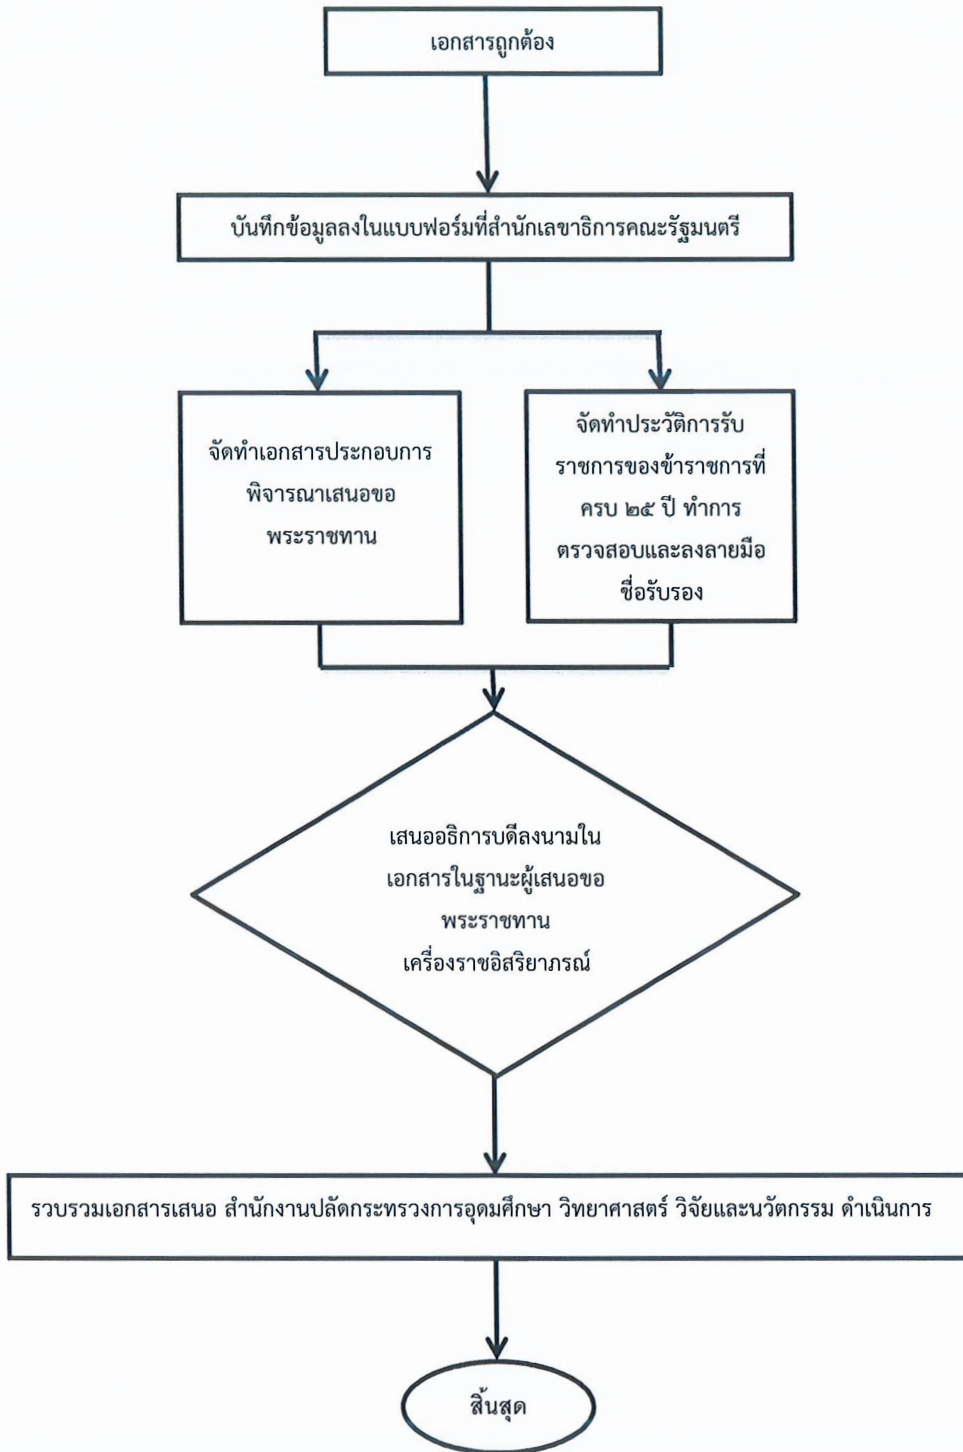 เอกสารถูกต้อง
บันทึกข้อมูลลงในแบบฟอร์มที่สำนักเลขาธิการคณะรัฐมนตรี
จัดทำเอกสารประกอบการ
พิจารณาเสนอขอ
พระราชทาน
จัดทำประวัติการรับ
ราชการของข้าราชการที่
ครบ ๒๕ ปี ทำการ
ตรวจสอบและลงลายมือ
ชื่อรับรอง
เสนออธิการบดีลงนามใน
เอกสารในฐานะผู้เสนอขอ
พระราชทาน
เครื่องราชอิสริยาภรณ์
รวบรวมเอกสารเสนอ สำนักงานปลัดกระทรวงการอุดมศึกษา วิทยาศาสตร์ วิจัยและนวัตกรรม ดำเนินการ
สิ้นสุด